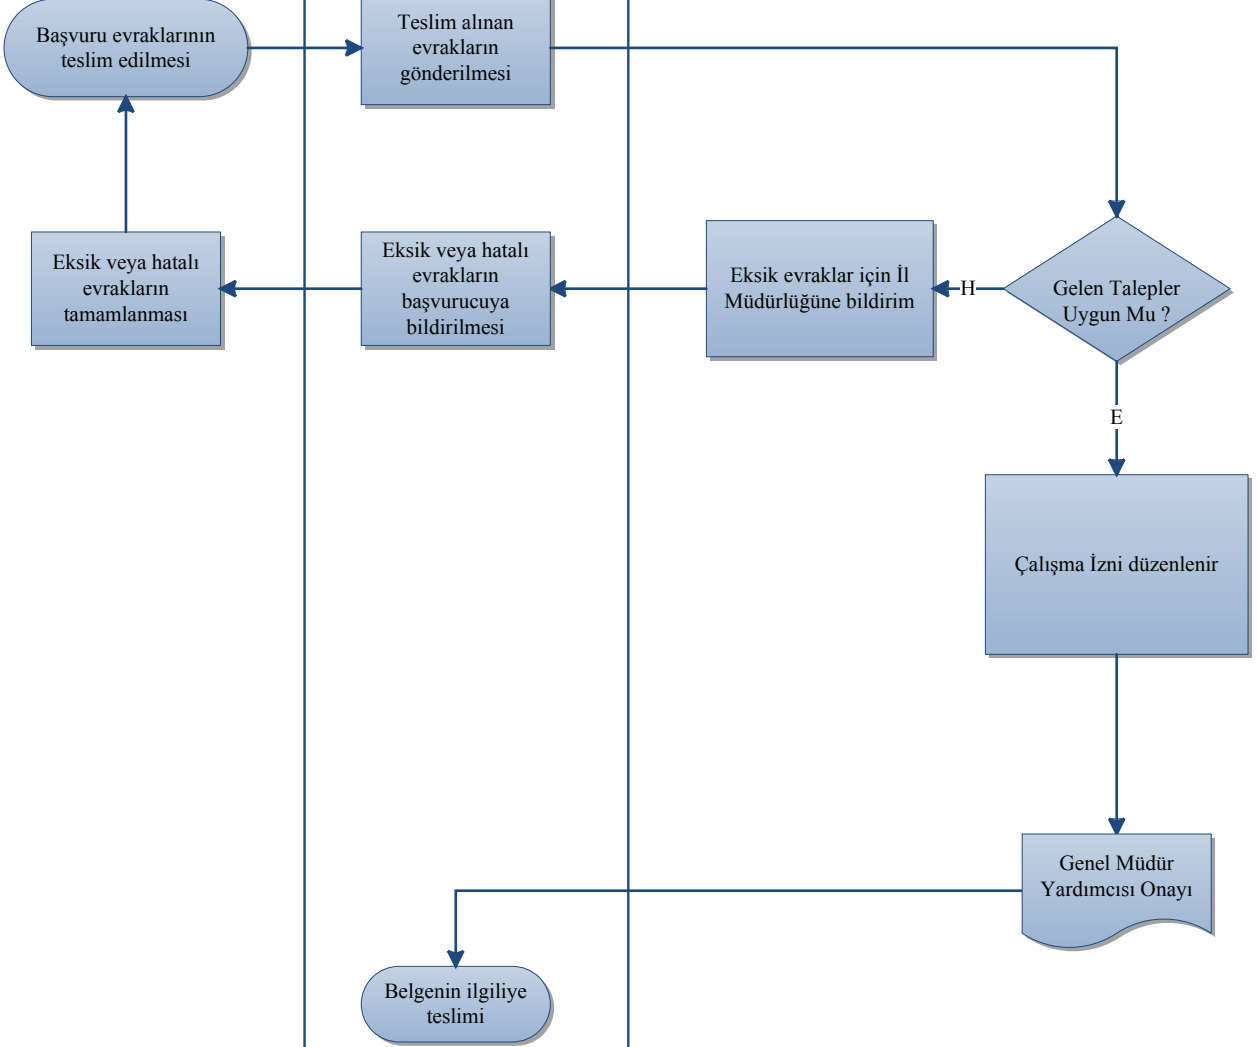 Başvuru evraklarının
teslim edilmesi
Teslim alınan
evrakların
gönderilmesi
Eksik veya hatalı
evrakların
tamamlanması
Eksik veya hatalı
evrakların
başvurucuya
bildirilmesi
Eksik evraklar için İl
Müdürlüğüne bildirim
H
Gelen Talepler
Uygun Mu ?
E
Çalışma İzni düzenlenir
Genel Müdür
Yardımcısı Onayı
Belgenin ilgiliye
teslimi